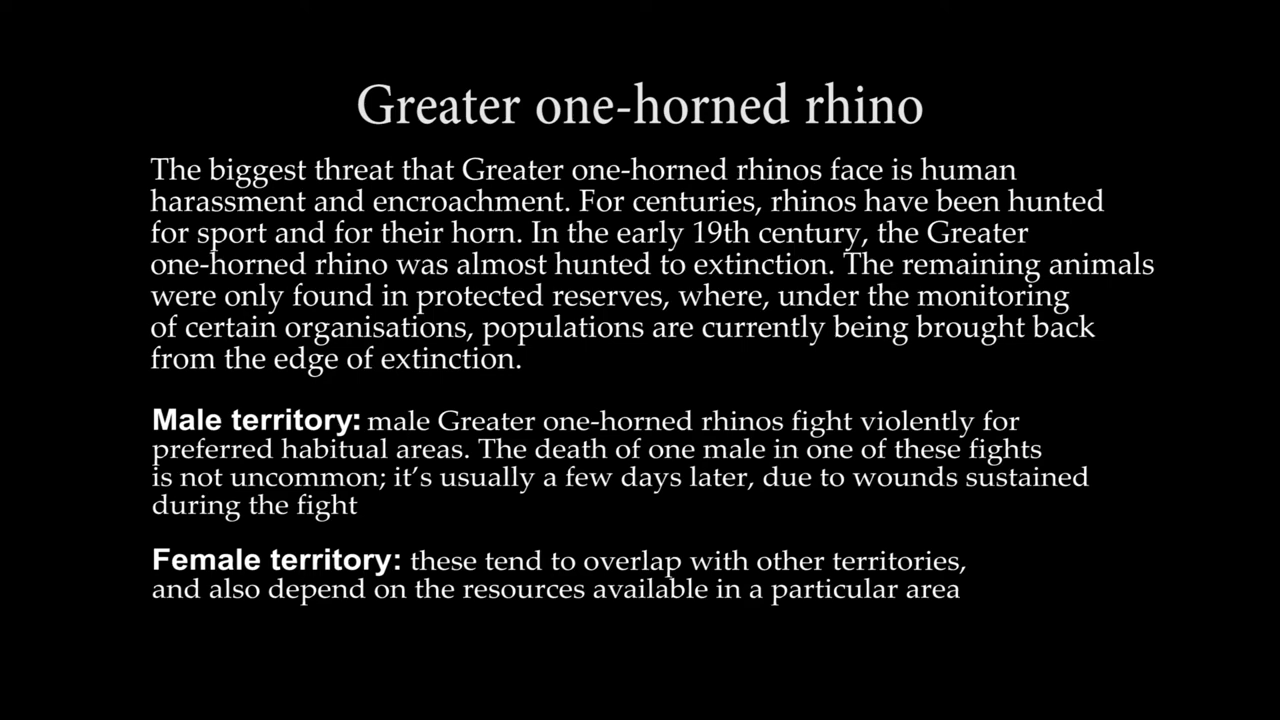 Greater one-horned rhino
The biggest threat that Greater one-horned rhinos face is human
harassment and encroachment. For centuries, rhinos have been hunted
for sport and for their horn. In the early 19th century, the Greater
one-horned rhino was almost hunted to extinction. The remaining animals
were only found in protected reserves, where, under the monitoring
of certain organisations, populations are currently being brought back
from the edge of extinction.
Male territory: male Greater one-horned rhinos fight violently for
preferred habitual areas. The death of one male in one of these fights
is not uncommon; it’s usually a few days later, due to wounds sustained
during the fight
Female territory: these tend to overlap with other territories,
and also depend on the resources available in a particular area